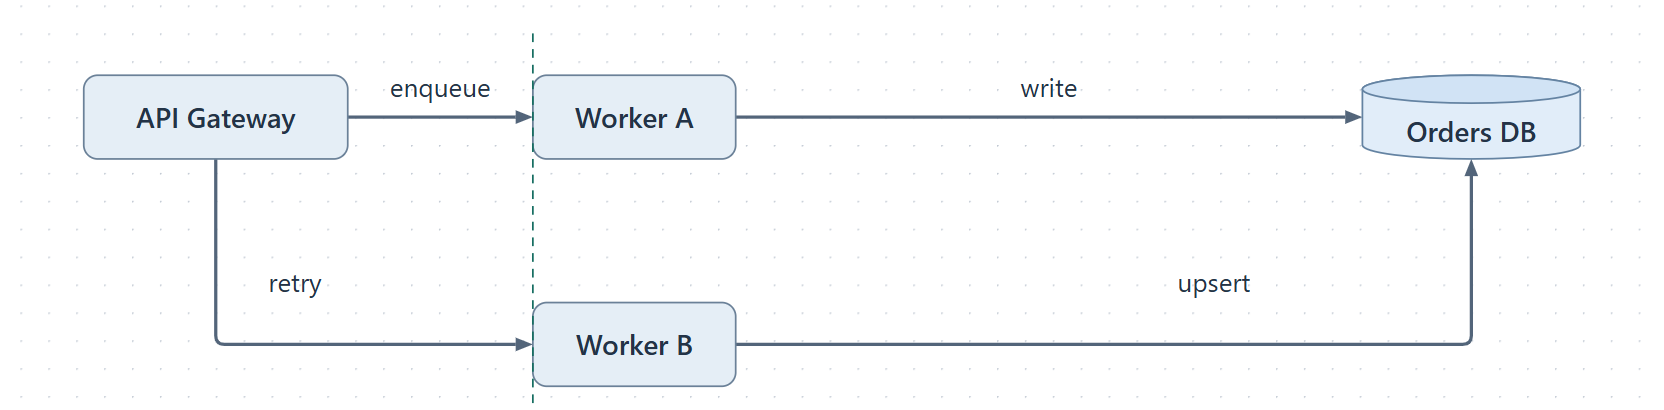 enqueue
write
API Gateway
Worker A
Orders DB
retry
upsert
Worker B